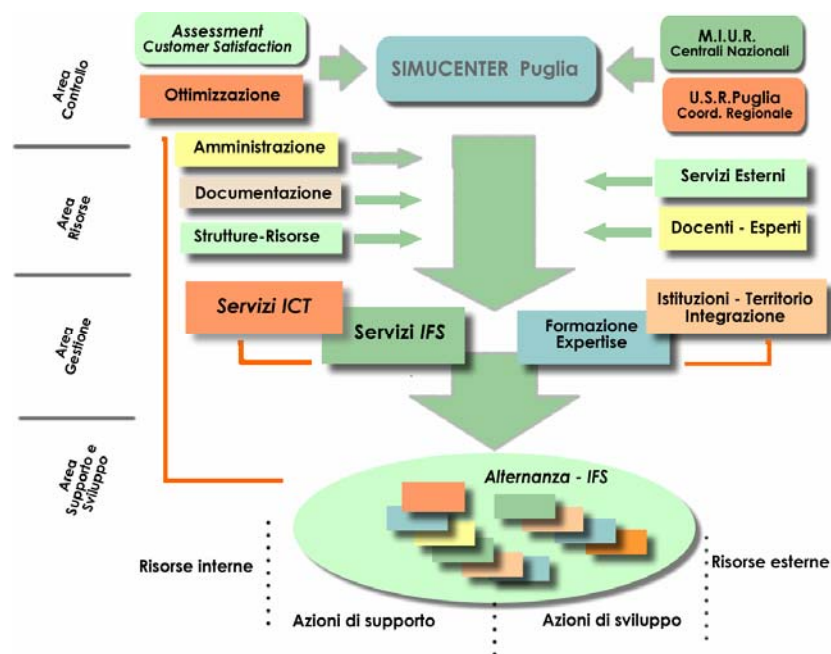 Assessment
Customer Satisfaction
Ottimizzazione
SIMUCENTER Puglia
M.I.U.R.
Centrali Nazionali
U.S.R.Puglia
Coord. Regionale
Area
Controllo
Amministrazione
Documentazione
Strutture-Risorse
Servizi Esterni
Docenti - Esperti
Area
Risorse
Servizi ICT
Servizi IFS
Formazione
Expertise
Istituzioni - Territorio
Integrazione
Area
Gestione
Area
Supporto e
Sviluppo
Alternanza - IFS
Risorse interne
Risorse esterne
Azioni di supporto
Azioni di sviluppo